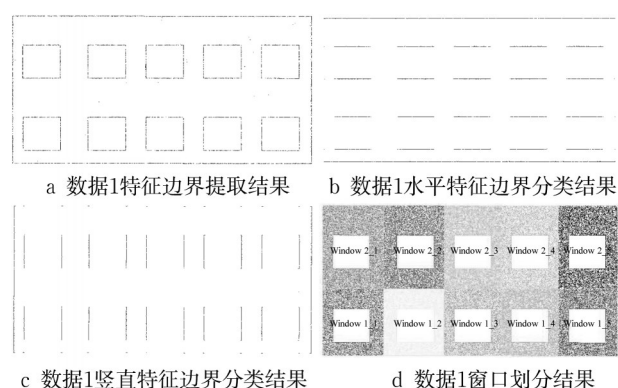 a 数据1特征边界提取结果
b 数据1水平特征边界分类结果
Window 2_1 Window 2_2 Window 2_3 Window 2_4 Window 2_5
Window 1_1 Window 1_2 Window 1_3 Window 1_4 Window 1_5
c 数据1竖直特征边界分类结果
d 数据1窗口划分结果